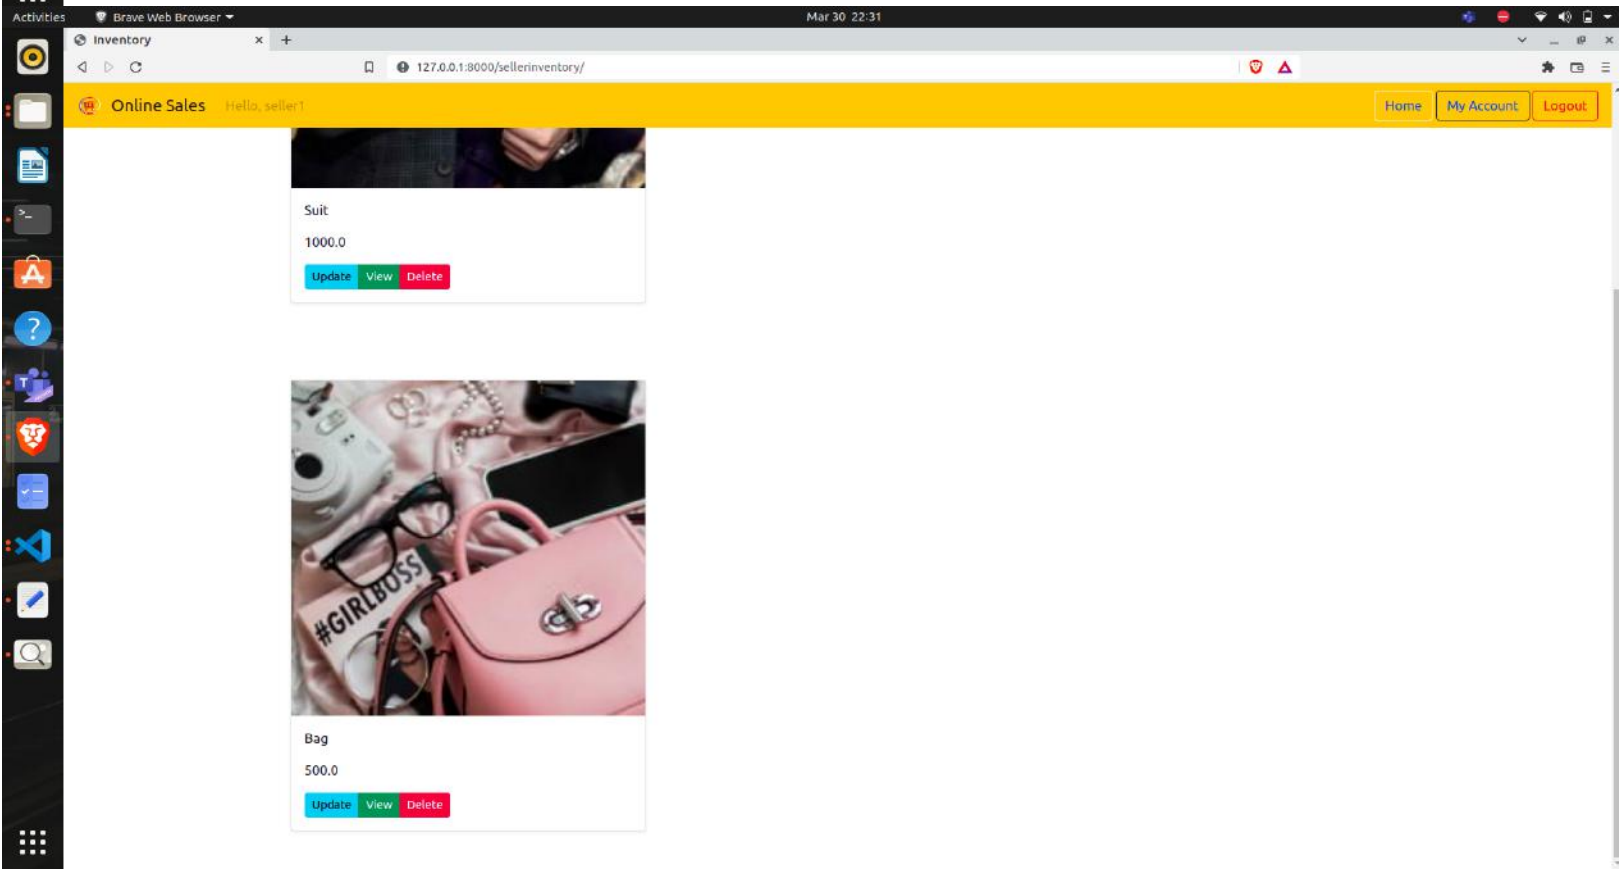 Activities Brave Web Browser Mar 30 22:31
Inventory
127.0.0.1:8000/sellerinventory/
Online Sales Hello, seller1 Home My Account Logout
Suit
1000.0
Update View Delete
#GIRLBOSS
Bag
500.0
Update View Delete